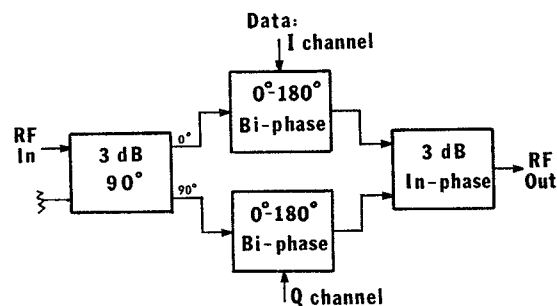 Data:
I channel
0°-180°
Bi-phase
RF
In
3 dB
90°
0°
90°
3 dB
In-phase
RF
Out
0°-180°
Bi-phase
Q channel